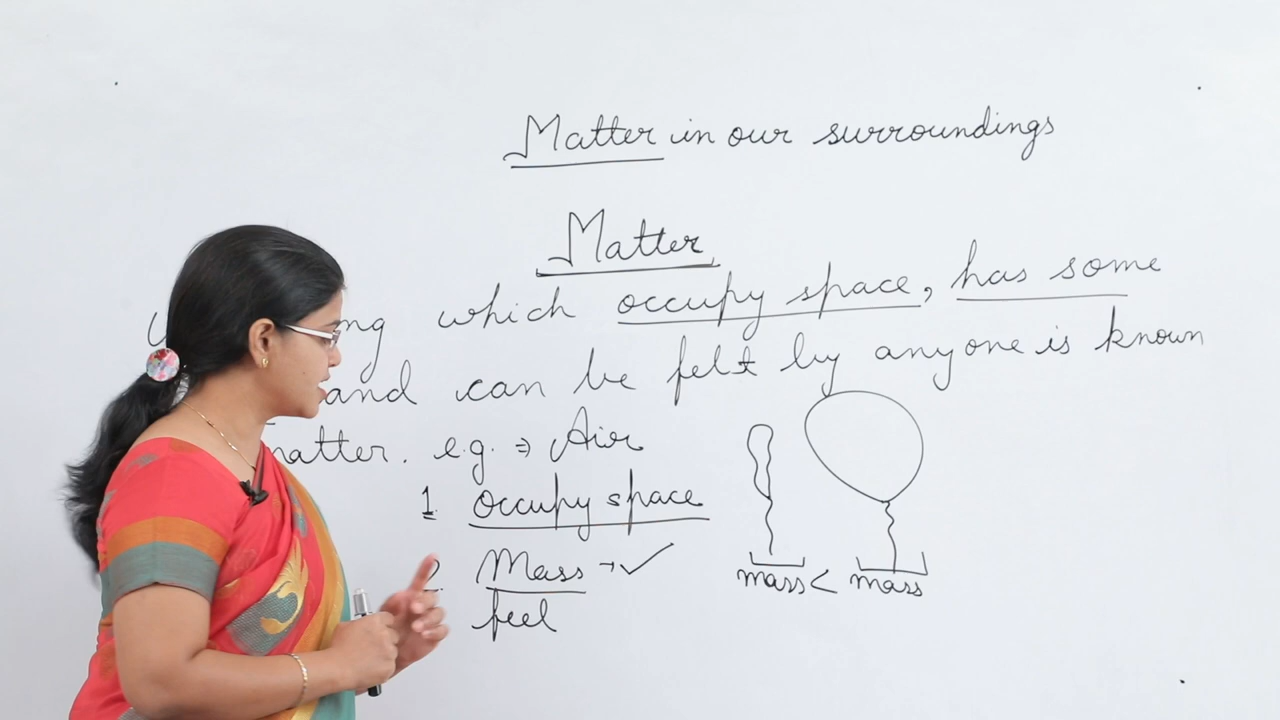 Matter in our surroundings
Matter
which occupy space, has some
and can be felt by anyone is known
matter. e.g. ⇒ Air
1. Occupy space
2. Mass → ✓
feel
mass < mass